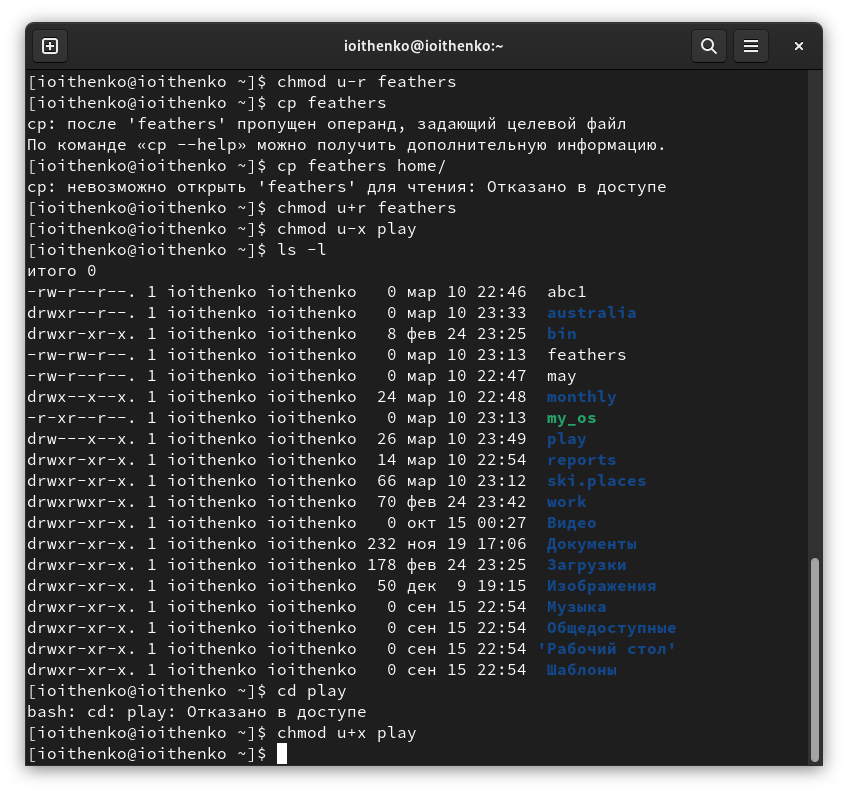 ioithenko@ioithenko:~
[ioithenko@ioithenko ~]$ chmod u-r feathers
[ioithenko@ioithenko ~]$ cp feathers
cp: после 'feathers' пропущен операнд, задающий целевой файл
По команде «cp --help» можно получить дополнительную информацию.
[ioithenko@ioithenko ~]$ cp feathers home/
cp: невозможно открыть 'feathers' для чтения: Отказано в доступе
[ioithenko@ioithenko ~]$ chmod u+r feathers
[ioithenko@ioithenko ~]$ chmod u-x play
[ioithenko@ioithenko ~]$ ls -l
итого 0
-rw-r--r--. 1 ioithenko ioithenko   0 мар 10 22:46  abc1
drwxr--r--. 1 ioithenko ioithenko   0 мар 10 23:33  australia
drwxr-xr-x. 1 ioithenko ioithenko   8 фев 24 23:25  bin
-rw-rw-r--. 1 ioithenko ioithenko   0 мар 10 23:13  feathers
-rw-r--r--. 1 ioithenko ioithenko   0 мар 10 22:47  may
drwx--x--x. 1 ioithenko ioithenko  24 мар 10 22:48  monthly
-r-xr--r--. 1 ioithenko ioithenko   0 мар 10 23:13  my_os
drw---x--x. 1 ioithenko ioithenko  26 мар 10 23:49  play
drwxr-xr-x. 1 ioithenko ioithenko  14 мар 10 22:54  reports
drwxr-xr-x. 1 ioithenko ioithenko  66 мар 10 23:12  ski.places
drwxrwxr-x. 1 ioithenko ioithenko  70 фев 24 23:42  work
drwxr-xr-x. 1 ioithenko ioithenko   0 окт 15 00:27  Видео
drwxr-xr-x. 1 ioithenko ioithenko 232 ноя 19 17:06  Документы
drwxr-xr-x. 1 ioithenko ioithenko 178 фев 24 23:25  Загрузки
drwxr-xr-x. 1 ioithenko ioithenko  50 дек  9 19:15  Изображения
drwxr-xr-x. 1 ioithenko ioithenko   0 сен 15 22:54  Музыка
drwxr-xr-x. 1 ioithenko ioithenko   0 сен 15 22:54  Общедоступные
drwxr-xr-x. 1 ioithenko ioithenko   0 сен 15 22:54 'Рабочий стол'
drwxr-xr-x. 1 ioithenko ioithenko   0 сен 15 22:54  Шаблоны
[ioithenko@ioithenko ~]$ cd play
bash: cd: play: Отказано в доступе
[ioithenko@ioithenko ~]$ chmod u+x play
[ioithenko@ioithenko ~]$